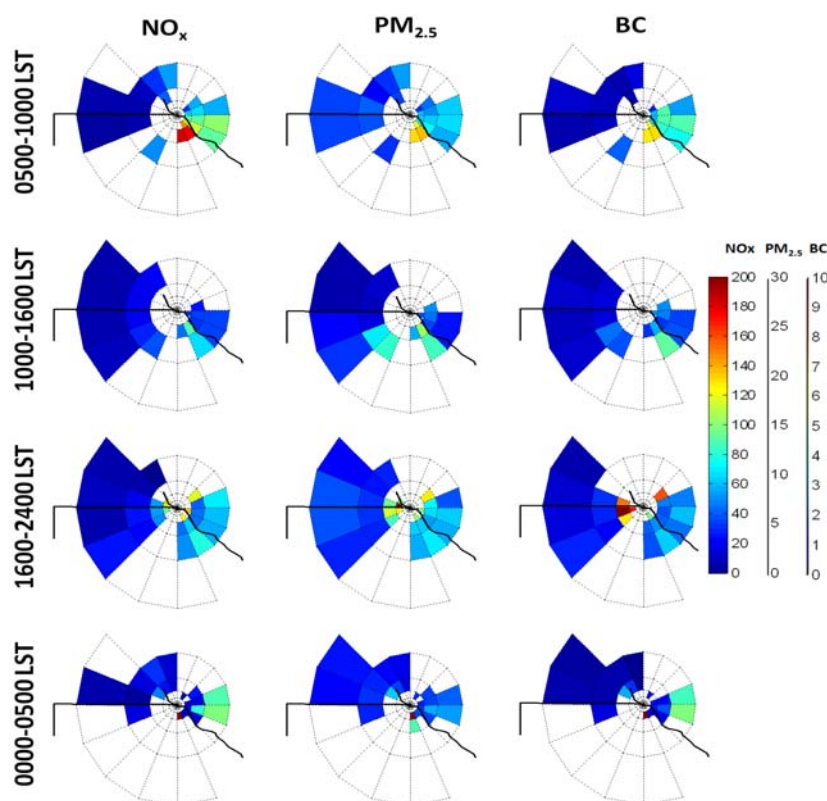 NOx PM2.5 BC
0500-1000 LST
1000-1600 LST
1600-2400 LST
0000-0500 LST
NOx PM2.5 BC
200 30 10
180 9
160 25 8
140 7
120 20 6
100 15 5
80 4
60 10 3
40 2
20 5 1
0 0 0